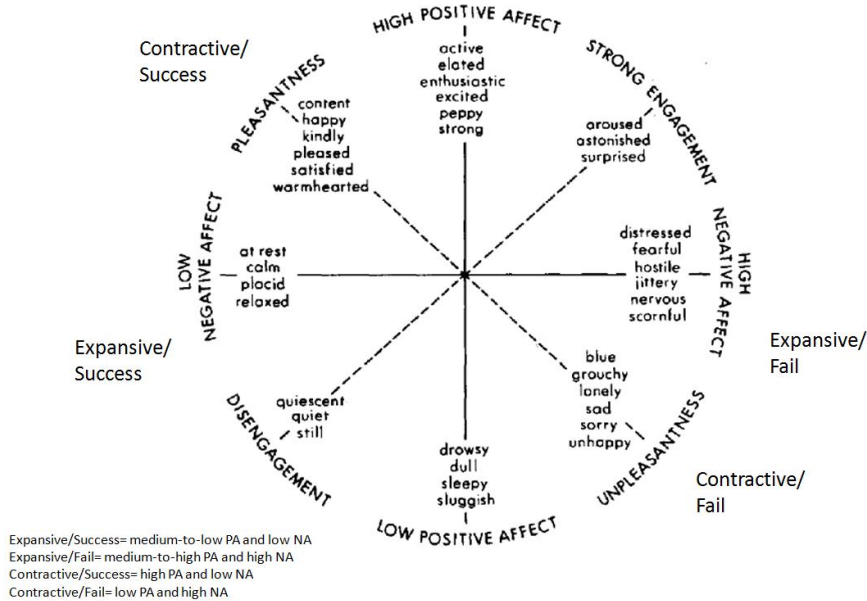 HIGH POSITIVE AFFECT
active
elated
enthusiastic
excited
peppy
strong
STRONG ENGAGEMENT
aroused
astonished
surprised
HIGH
NEGATIVE AFFECT
distressed
fearful
hostile
jittery
nervous
scornful
Expansive/
Fail
UNPLEASANTNESS
blue
grouchy
lonely
sad
sorry
unhappy
Contractive/
Fail
LOW POSITIVE AFFECT
drowsy
dull
sleepy
sluggish
DISENGAGEMENT
quiescent
quiet
still
Expansive/
Success
LOW
NEGATIVE AFFECT
at rest
calm
placid
relaxed
Contractive/
Success
PLEASANTNESS
content
happy
kindly
pleased
satisfied
warmhearted
Expansive/Success= medium-to-low PA and low NA
Expansive/Fail= medium-to-high PA and high NA
Contractive/Success= high PA and low NA
Contractive/Fail= low PA and high NA